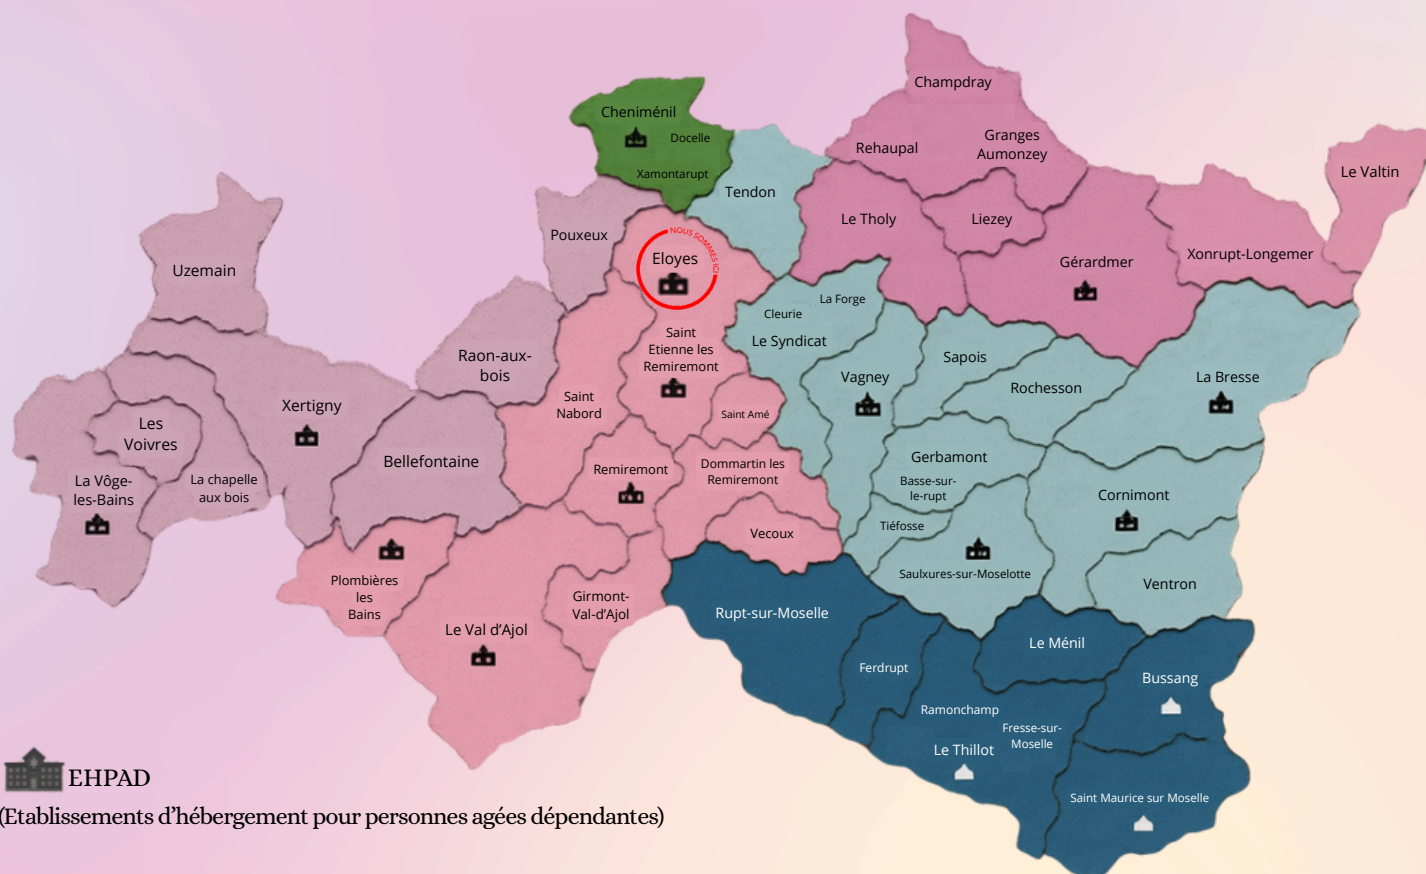 Champdray
Cheniménil
Docelle
Xamontarupt
Rehaupal
Granges
Aumonzey
Le Valtin
Tendon
Le Tholy
Liezey
Pouxeux
NOUS SOMMES ICI
Eloyes
Gérardmer
Xonrupt-Longemer
Uzemain
La Forge
Cleurie
Le Syndicat
Saint
Etienne les
Remiremont
Raon-aux-
bois
Sapois
Vagney
Rochesson
La Bresse
Saint
Nabord
Saint Amé
Xertigny
Les
Voivres
Bellefontaine
La Vôge-
les-Bains
La chapelle
aux bois
Remiremont
Dommartin les
Remiremont
Gerbamont
Basse-sur-
le-rupt
Cornimont
Tiéfosse
Vecoux
Saulxures-sur-Moselotte
Ventron
Plombières
les
Bains
Girmont-
Val-d’Ajol
Le Val d’Ajol
Rupt-sur-Moselle
Le Ménil
Ferdrupt
Bussang
Ramonchamp
Fresse-sur-
Moselle
Le Thillot
Saint Maurice sur Moselle
EHPAD
(Etablissements d’hébergement pour personnes agées dépendantes)